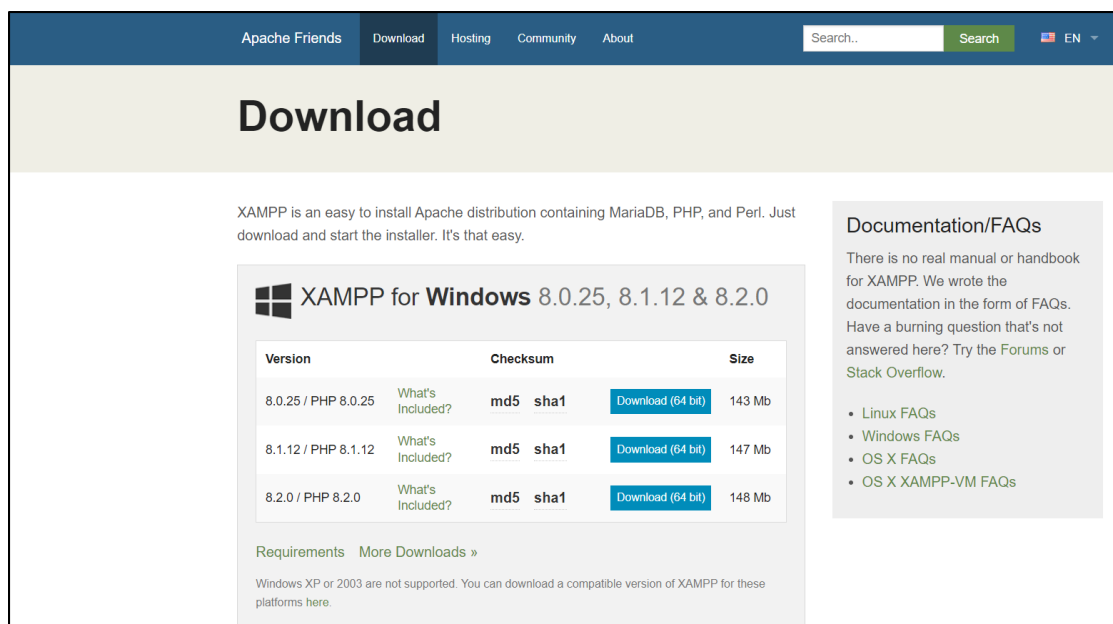 Apache Friends Download Hosting Community About Search.. Search EN
Download
XAMPP is an easy to install Apache distribution containing MariaDB, PHP, and Perl. Just
download and start the installer. It's that easy.
XAMPP for Windows 8.0.25, 8.1.12 & 8.2.0
Version Checksum Size
8.0.25 / PHP 8.0.25 What's
Included? md5 sha1 Download (64 bit) 143 Mb
8.1.12 / PHP 8.1.12 What's
Included? md5 sha1 Download (64 bit) 147 Mb
8.2.0 / PHP 8.2.0 What's
Included? md5 sha1 Download (64 bit) 148 Mb
Requirements More Downloads »
Windows XP or 2003 are not supported. You can download a compatible version of XAMPP for these
platforms here.
Documentation/FAQs
There is no real manual or handbook
for XAMPP. We wrote the
documentation in the form of FAQs.
Have a burning question that's not
answered here? Try the Forums or
Stack Overflow.
• Linux FAQs
• Windows FAQs
• OS X FAQs
• OS X XAMPP-VM FAQs